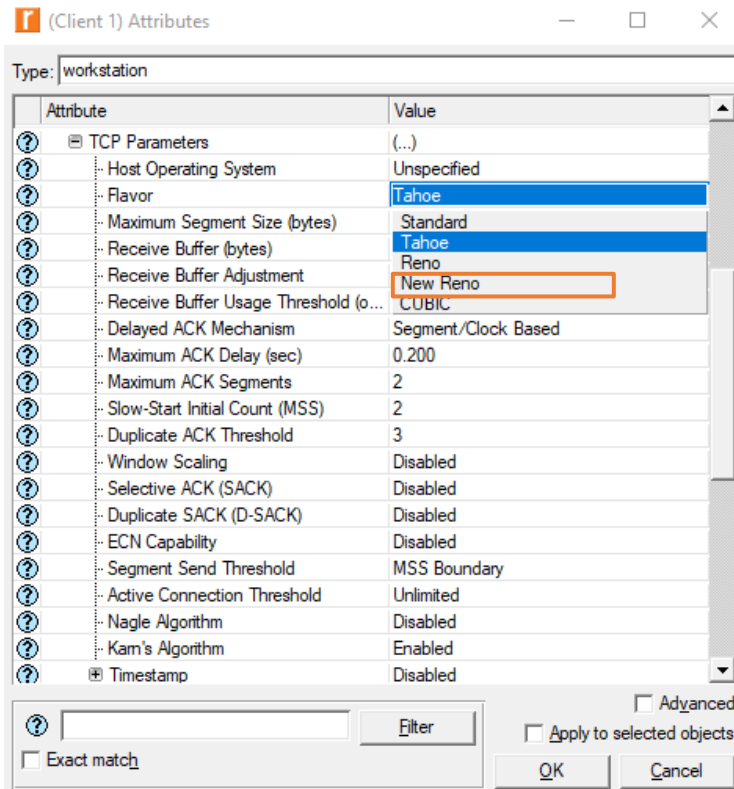 (Client 1) Attributes
Type: workstation
Attribute Value
TCP Parameters (...)
Host Operating System Unspecified
Flavor Tahoe
Maximum Segment Size (bytes) Standard
Tahoe
Receive Buffer (bytes)
Reno
Receive Buffer Adjustment
New Reno
Receive Buffer Usage Threshold (o... CUBIC
Delayed ACK Mechanism Segment/Clock Based
Maximum ACK Delay (sec) 0.200
Maximum ACK Segments 2
Slow-Start Initial Count (MSS) 2
Duplicate ACK Threshold 3
Window Scaling Disabled
Selective ACK (SACK) Disabled
Duplicate SACK (D-SACK) Disabled
ECN Capability Disabled
Segment Send Threshold MSS Boundary
Active Connection Threshold Unlimited
Nagle Algorithm Disabled
Karn's Algorithm Enabled
Timestamp Disabled
Advanced
Filter
Apply to selected objects
Exact match
OK Cancel